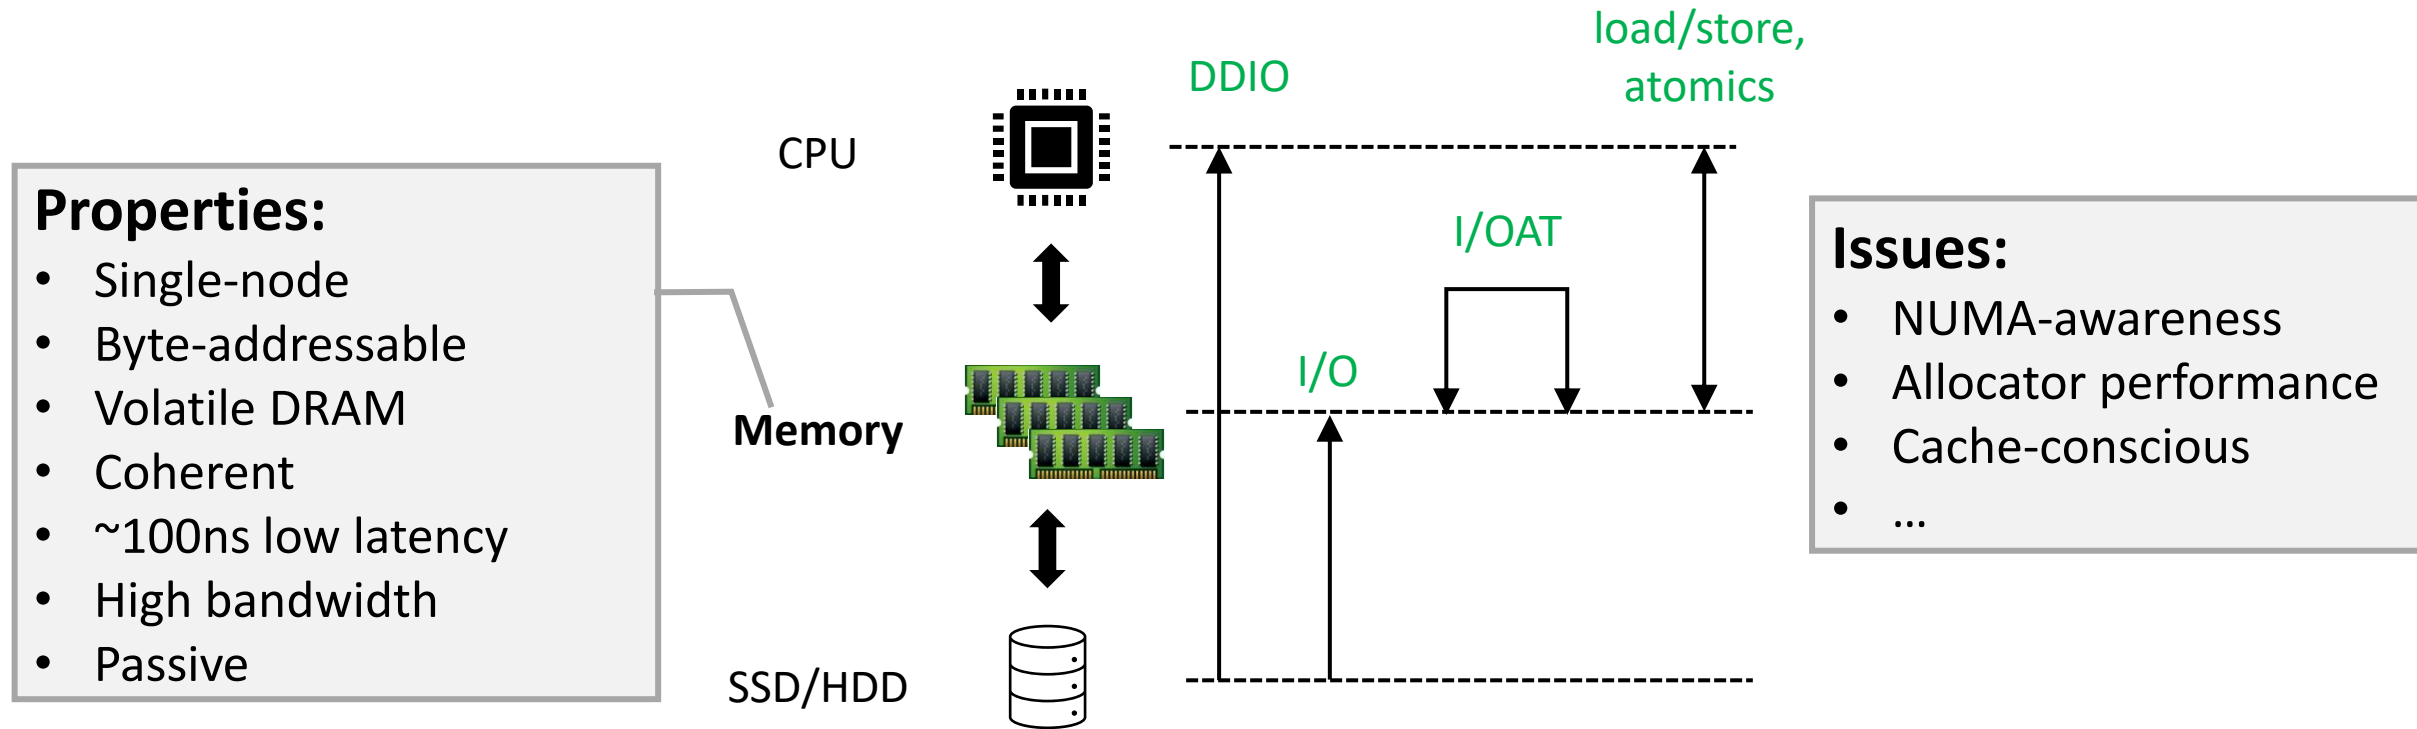 Properties:
• Single-node
• Byte-addressable
• Volatile DRAM
• Coherent
• ~100ns low latency
• High bandwidth
• Passive
CPU
Memory
SSD/HDD
DDIO
I/O
I/OAT
load/store,
atomics
Issues:
• NUMA-awareness
• Allocator performance
• Cache-conscious
• ...